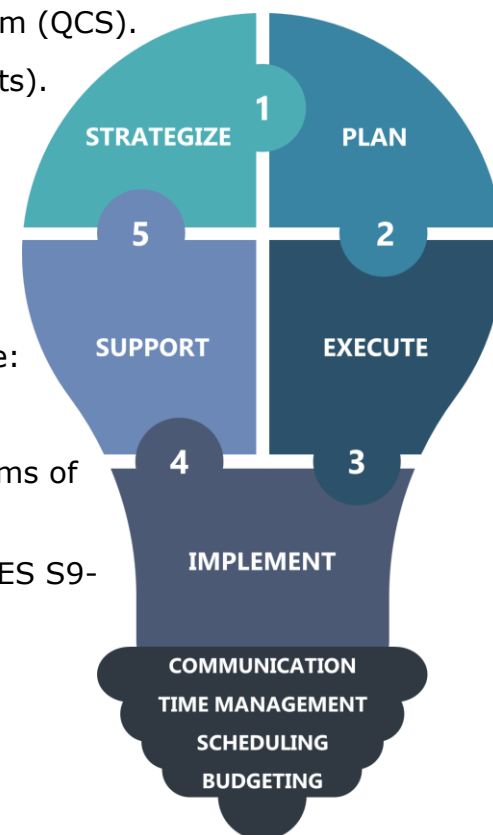 m (QCS).
ts).
1
STRATEGIZE PLAN
5 2
SUPPORT EXECUTE
e:
4 3
ms of
IMPLEMENT
ES S9-
COMMUNICATION
TIME MANAGEMENT
SCHEDULING
BUDGETING